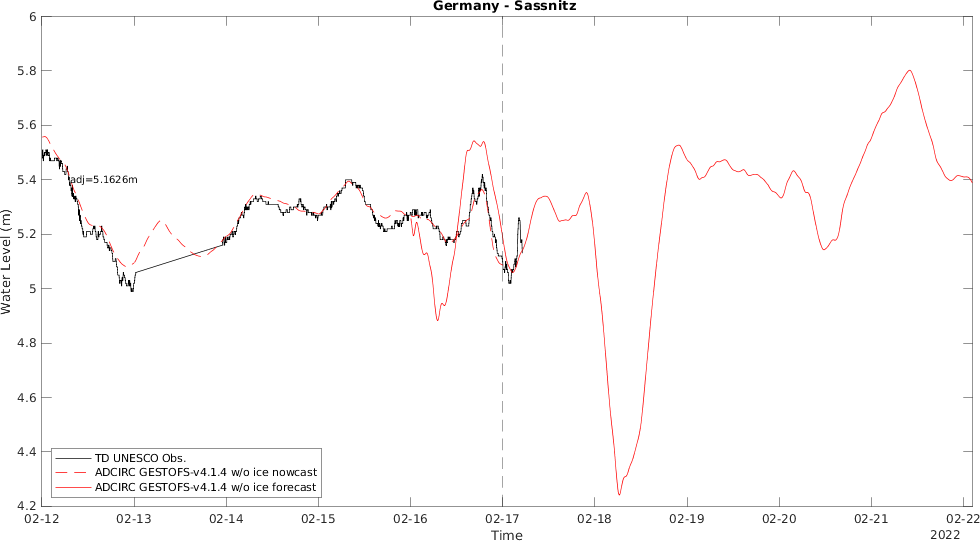 Germany - Sassnitz
6
5.8
5.6
5.4
5.2
5
4.8
4.6
4.4
4.2
Water Level (m)
adj=5.1626m
TD UNESCO Obs.
ADCIRC GESTOFS-v4.1.4 w/o ice nowcast
ADCIRC GESTOFS-v4.1.4 w/o ice forecast
02-12 02-13 02-14 02-15 02-16 02-17 02-18 02-19 02-20 02-21 02-22
Time
2022